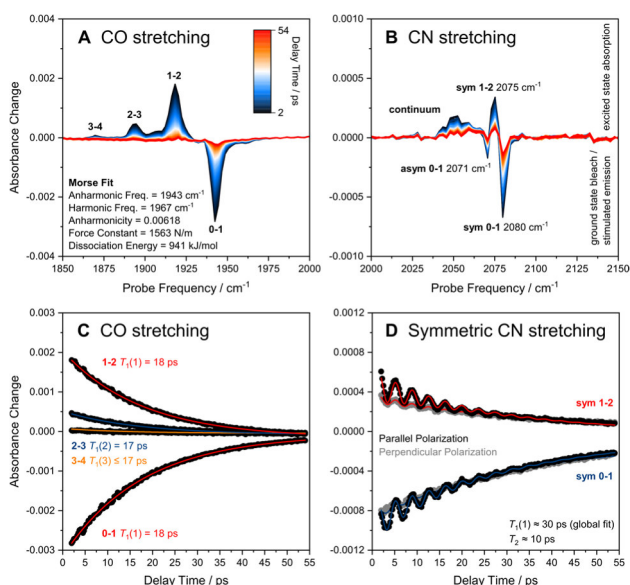 A CO stretching
54
Delay Time / ps
2
0.004
0.002
0.000
-0.002
-0.004
Absorbance Change
3-4
2-3
1-2
0-1
Morse Fit
Anharmonic Freq. = 1943 cm⁻¹
Harmonic Freq. = 1967 cm⁻¹
Anharmonicity = 0.00618
Force Constant = 1563 N/m
Dissociation Energy = 941 kJ/mol
1850 1900 1950 2000
Probe Frequency / cm⁻¹
B CN stretching
0.0010
0.0005
0.0000
-0.0005
-0.0010
sym 1-2 2075 cm⁻¹
continuum
asym 0-1 2071 cm⁻¹
sym 0-1 2080 cm⁻¹
excited state absorption
ground state bleach /
stimulated emission
2000 2050 2100 2150
Probe Frequency / cm⁻¹
C CO stretching
0.003
0.002
0.001
0.000
-0.001
-0.002
-0.003
Absorbance Change
1-2 T₁(1) = 18 ps
2-3 T₁(2) = 17 ps
3-4 T₁(3) ≤ 17 ps
0-1 T₁(1) = 18 ps
0 5 10 15 20 25 30 35 40 45 50 55
Delay Time / ps
D Symmetric CN stretching
0.0012
0.0008
0.0004
0.0000
-0.0004
-0.0008
-0.0012
sym 1-2
Parallel Polarization
Perpendicular Polarization
sym 0-1
T₁(1) ≈ 30 ps (global fit)
T₂ ≈ 10 ps
0 5 10 15 20 25 30 35 40 45 50 55
Delay Time / ps